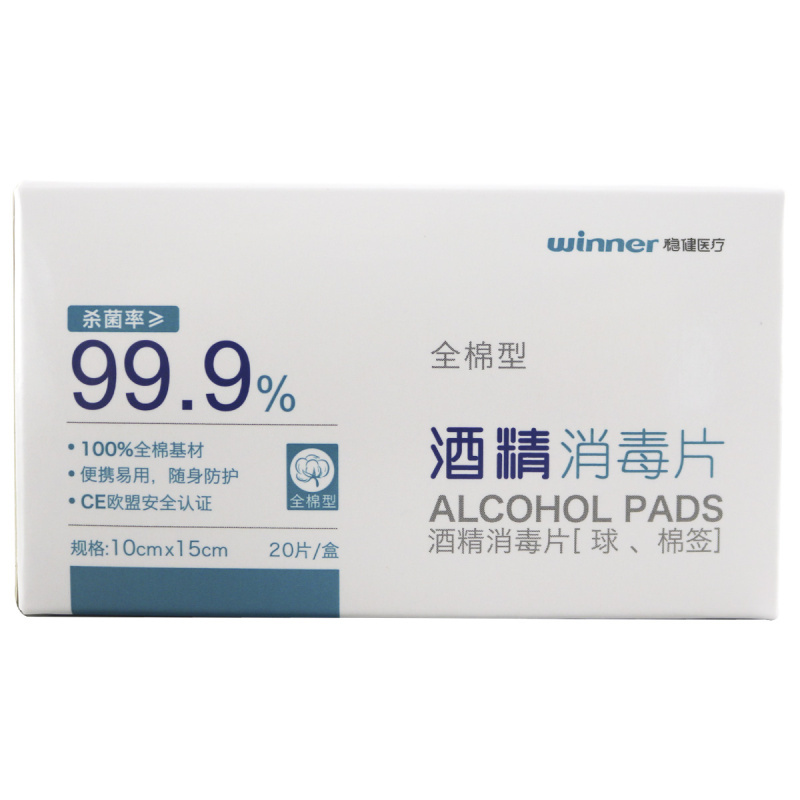 winner 稳健医疗
杀菌率≥
99.9%
• 100%全棉基材
• 便携易用，随身防护
• CE欧盟安全认证
全棉型
规格:10cmx15cm 20片/盒
全棉型
酒精消毒片
ALCOHOL PADS
酒精消毒片[ 球 、棉签]